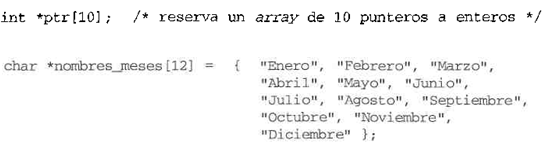 int *ptr[10];  /* reserva un array de 10 punteros a enteros */
char *nombres_meses[12] =  {  "Enero", "Febrero", "Marzo",
"Abril", "Mayo", "Junio",
"Julio", "Agosto", "Septiembre",
"Octubre", "Noviembre",
"Diciembre" };